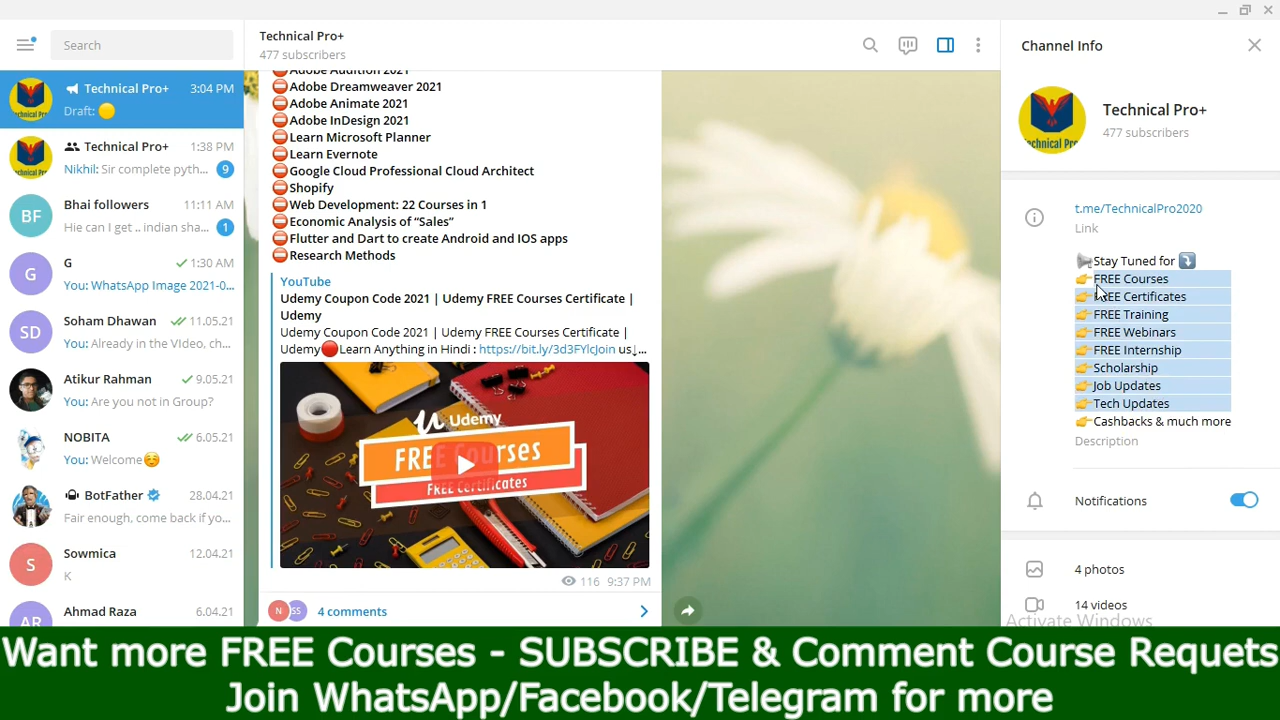 Search
Technical Pro+ 3:04 PM
Draft: 🟡
Technical Pro+ 1:38 PM
Nikhil: Sir complete pyth... 9
BF
Bhai followers 11:11 AM
Hie can I get .. indian sha... 1
G
G 1:30 AM
You: WhatsApp Image 2021-0...
SD
Soham Dhawan 11.05.21
You: Already in the VIdeo, ch...
Atikur Rahman 9.05.21
You: Are you not in Group?
NOBITA 6.05.21
You: Welcome😊
BotFather 28.04.21
Fair enough, come back if yo...
S
Sowmica 12.04.21
K
AR
Ahmad Raza 6.04.21
Technical Pro+
477 subscribers
⛔Adobe Audition 2021
⛔Adobe Dreamweaver 2021
⛔Adobe Animate 2021
⛔Adobe InDesign 2021
⛔Learn Microsoft Planner
⛔Learn Evernote
⛔Google Cloud Professional Cloud Architect
⛔Shopify
⛔Web Development: 22 Courses in 1
⛔Economic Analysis of “Sales”
⛔Flutter and Dart to create Android and IOS apps
⛔Research Methods
YouTube
Udemy Coupon Code 2021 | Udemy FREE Courses Certificate |
Udemy
Udemy Coupon Code 2021 | Udemy FREE Courses Certificate |
Udemy🔴Learn Anything in Hindi : https://bit.ly/3d3FYlcJoin us↓...
Udemy
FREE Courses
FREE Certificates
116 9:37 PM
N SS 4 comments
Channel Info
Technical Pro+
477 subscribers
t.me/TechnicalPro2020
Link
📢Stay Tuned for ⤵️
👉FREE Courses
👉FREE Certificates
👉FREE Training
👉FREE Webinars
👉FREE Internship
👉Scholarship
👉Job Updates
👉Tech Updates
👉Cashbacks & much more
Description
Notifications
4 photos
14 videos
Activate Windows
Want more FREE Courses - SUBSCRIBE & Comment Course Requets
Join WhatsApp/Facebook/Telegram for more